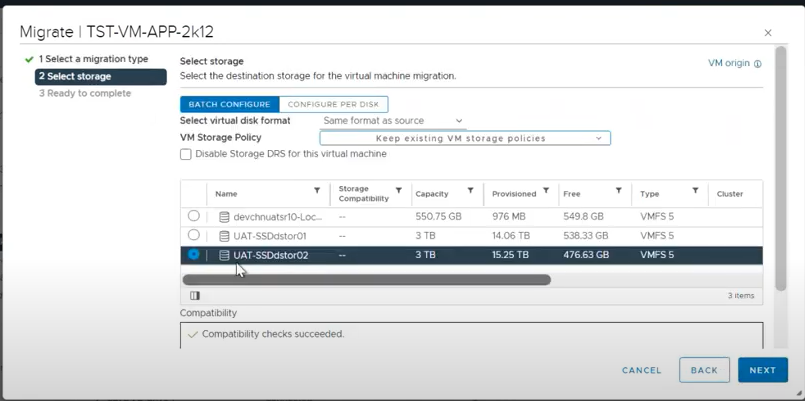 Migrate | TST-VM-APP-2k12
1 Select a migration type
2 Select storage
3 Ready to complete
Select storage
VM origin
Select the destination storage for the virtual machine migration.
BATCH CONFIGURE CONFIGURE PER DISK
Select virtual disk format Same format as source
VM Storage Policy Keep existing VM storage policies
Disable Storage DRS for this virtual machine
Name Storage Compatibility Capacity Provisioned Free Type Cluster
devchnuatsr10-Loc... -- 550.75 GB 976 MB 549.8 GB VMFS 5
UAT-SSDdstor01 -- 3 TB 14.06 TB 538.33 GB VMFS 5
UAT-SSDdstor02 -- 3 TB 15.25 TB 476.63 GB VMFS 5
3 items
Compatibility
Compatibility checks succeeded.
CANCEL BACK NEXT